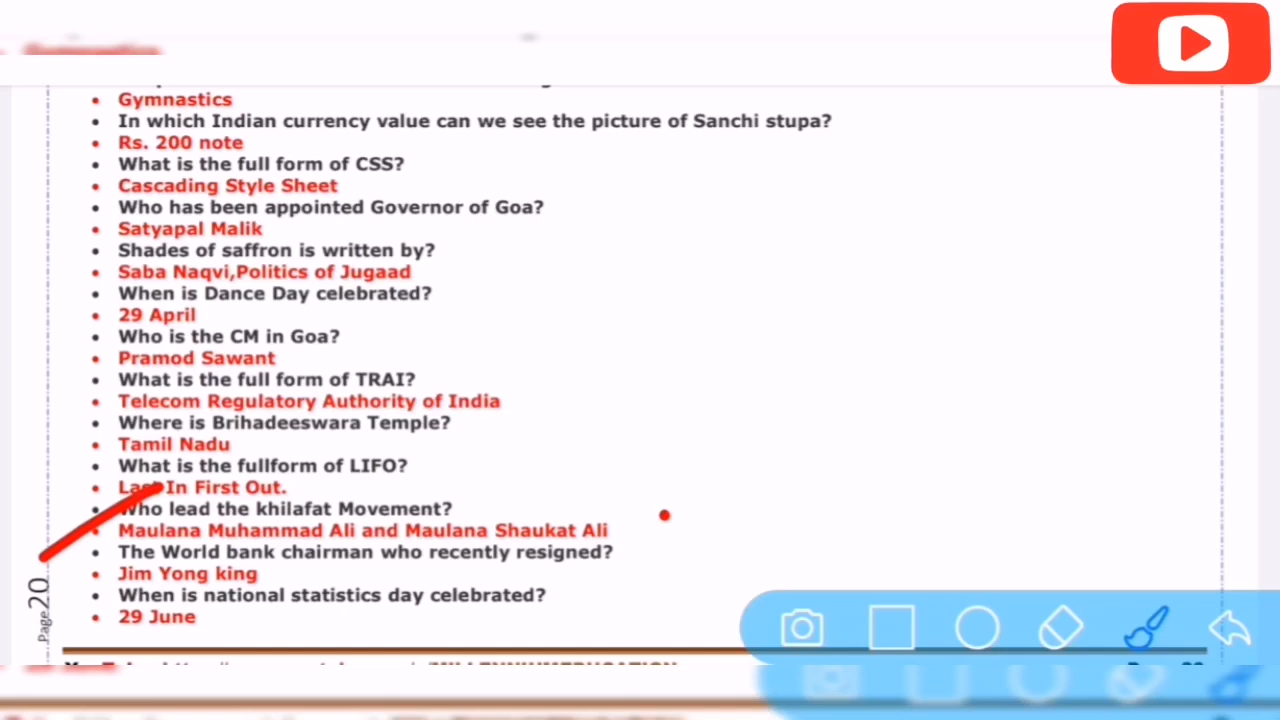 Gymnastics
• Gymnastics
• In which Indian currency value can we see the picture of Sanchi stupa?
• Rs. 200 note
• What is the full form of CSS?
• Cascading Style Sheet
• Who has been appointed Governor of Goa?
• Satyapal Malik
• Shades of saffron is written by?
• Saba Naqvi,Politics of Jugaad
• When is Dance Day celebrated?
• 29 April
• Who is the CM in Goa?
• Pramod Sawant
• What is the full form of TRAI?
• Telecom Regulatory Authority of India
• Where is Brihadeeswara Temple?
• Tamil Nadu
• What is the fullform of LIFO?
• Last In First Out.
• Who lead the khilafat Movement?
• Maulana Muhammad Ali and Maulana Shaukat Ali
• The World bank chairman who recently resigned?
• Jim Yong king
• When is national statistics day celebrated?
• 29 June
Page20